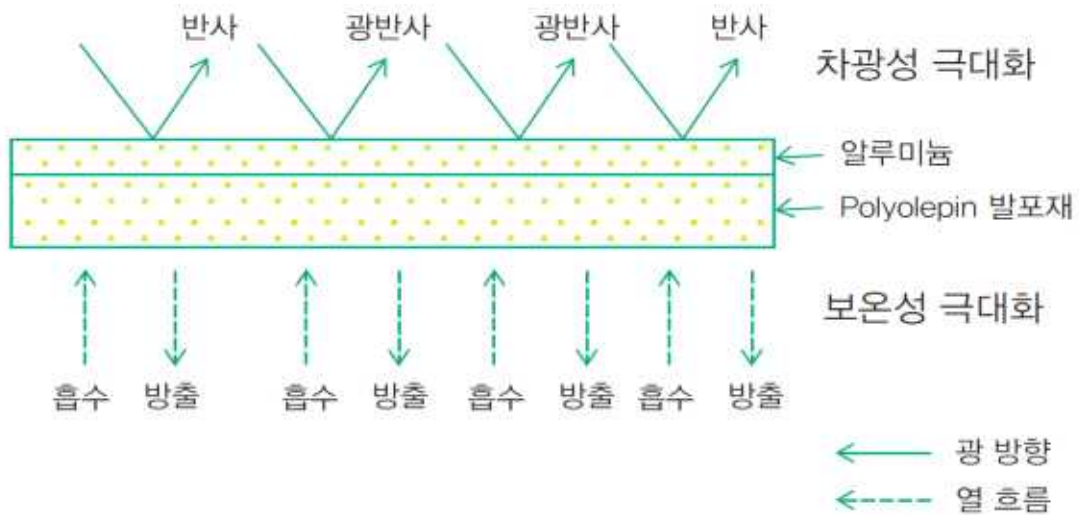 반사 광반사 광반사 반사
차광성 극대화
알루미늄
Polyolepin 발포재
보온성 극대화
흡수 방출 흡수 방출 흡수 방출 흡수 방출
광 방향
열 흐름